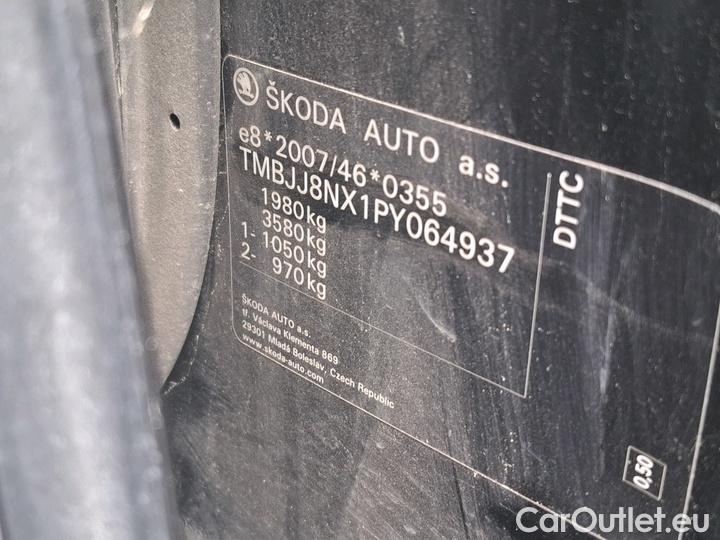 ŠKODA AUTO a.s.
e8*2007/46*0355
TMBJJ8NX1PY064937
1980kg
3580kg
1- 1050kg
2- 970kg
DTTC
ŠKODA AUTO a.s.
tř. Václava Klementa 869
29301 Mladá Boleslav, Czech Republic
www.skoda-auto.com
0,50
CarOutlet.eu